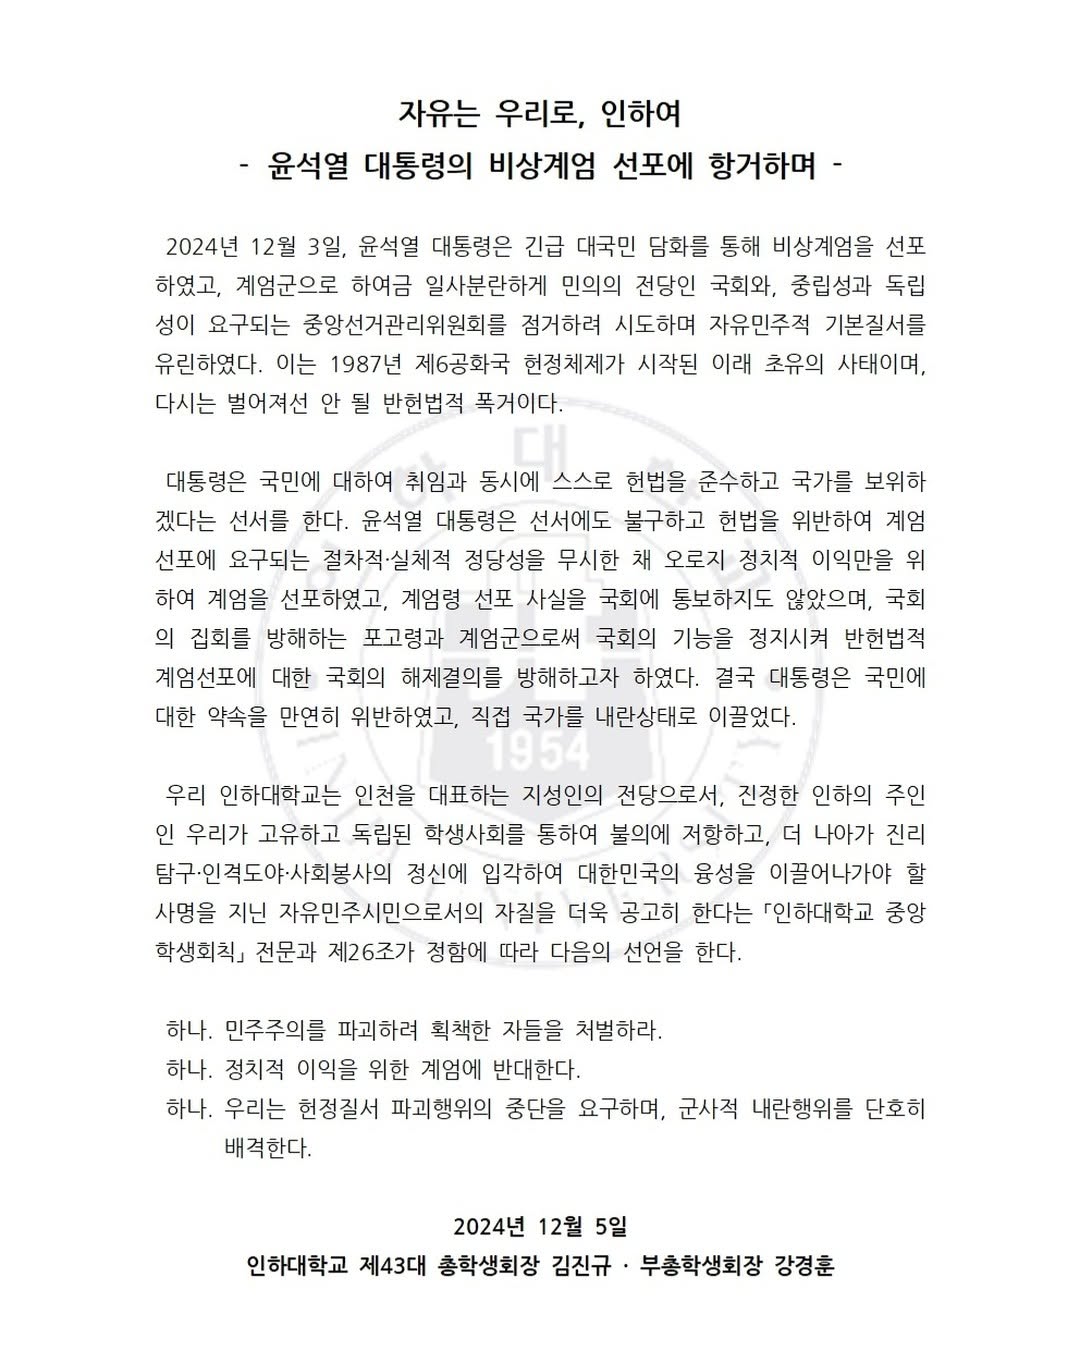 자유는 우리로, 인하여
- 윤석열 대통령의 비상계엄 선포에 항거하며 -
2024년 12월 3일, 윤석열 대통령은 긴급 대국민 담화를 통해 비상계엄을 선포
하였고, 계엄군으로 하여금 일사분란하게 민의의 전당인 국회와, 중립성과 독립
성이 요구되는 중앙선거관리위원회를 점거하려 시도하며 자유민주적 기본질서를
유린하였다. 이는 1987년 제6공화국 헌정체제가 시작된 이래 초유의 사태이며,
다시는 벌어져선 안 될 반헌법적 폭거이다.
대통령은 국민에 대하여 취임과 동시에 스스로 헌법을 준수하고 국가를 보위하
겠다는 선서를 한다. 윤석열 대통령은 선서에도 불구하고 헌법을 위반하여 계엄
선포에 요구되는 절차적·실체적 정당성을 무시한 채 오로지 정치적 이익만을 위
하여 계엄을 선포하였고, 계엄령 선포 사실을 국회에 통보하지도 않았으며, 국회
의 집회를 방해하는 포고령과 계엄군으로써 국회의 기능을 정지시켜 반헌법적
계엄선포에 대한 국회의 해제결의를 방해하고자 하였다. 결국 대통령은 국민에
대한 약속을 만연히 위반하였고, 직접 국가를 내란상태로 이끌었다.
우리 인하대학교는 인천을 대표하는 지성인의 전당으로서, 진정한 인하의 주인
인 우리가 고유하고 독립된 학생사회를 통하여 불의에 저항하고, 더 나아가 진리
탐구·인격도야·사회봉사의 정신에 입각하여 대한민국의 융성을 이끌어나가야 할
사명을 지닌 자유민주시민으로서의 자질을 더욱 공고히 한다는 「인하대학교 중앙
학생회칙」 전문과 제26조가 정함에 따라 다음의 선언을 한다.
하나. 민주주의를 파괴하려 획책한 자들을 처벌하라.
하나. 정치적 이익을 위한 계엄에 반대한다.
하나. 우리는 헌정질서 파괴행위의 중단을 요구하며, 군사적 내란행위를 단호히
배격한다.
2024년 12월 5일
인하대학교 제43대 총학생회장 김진규 · 부총학생회장 강경훈
인하대학교
1954
INHA UNIVERSITY